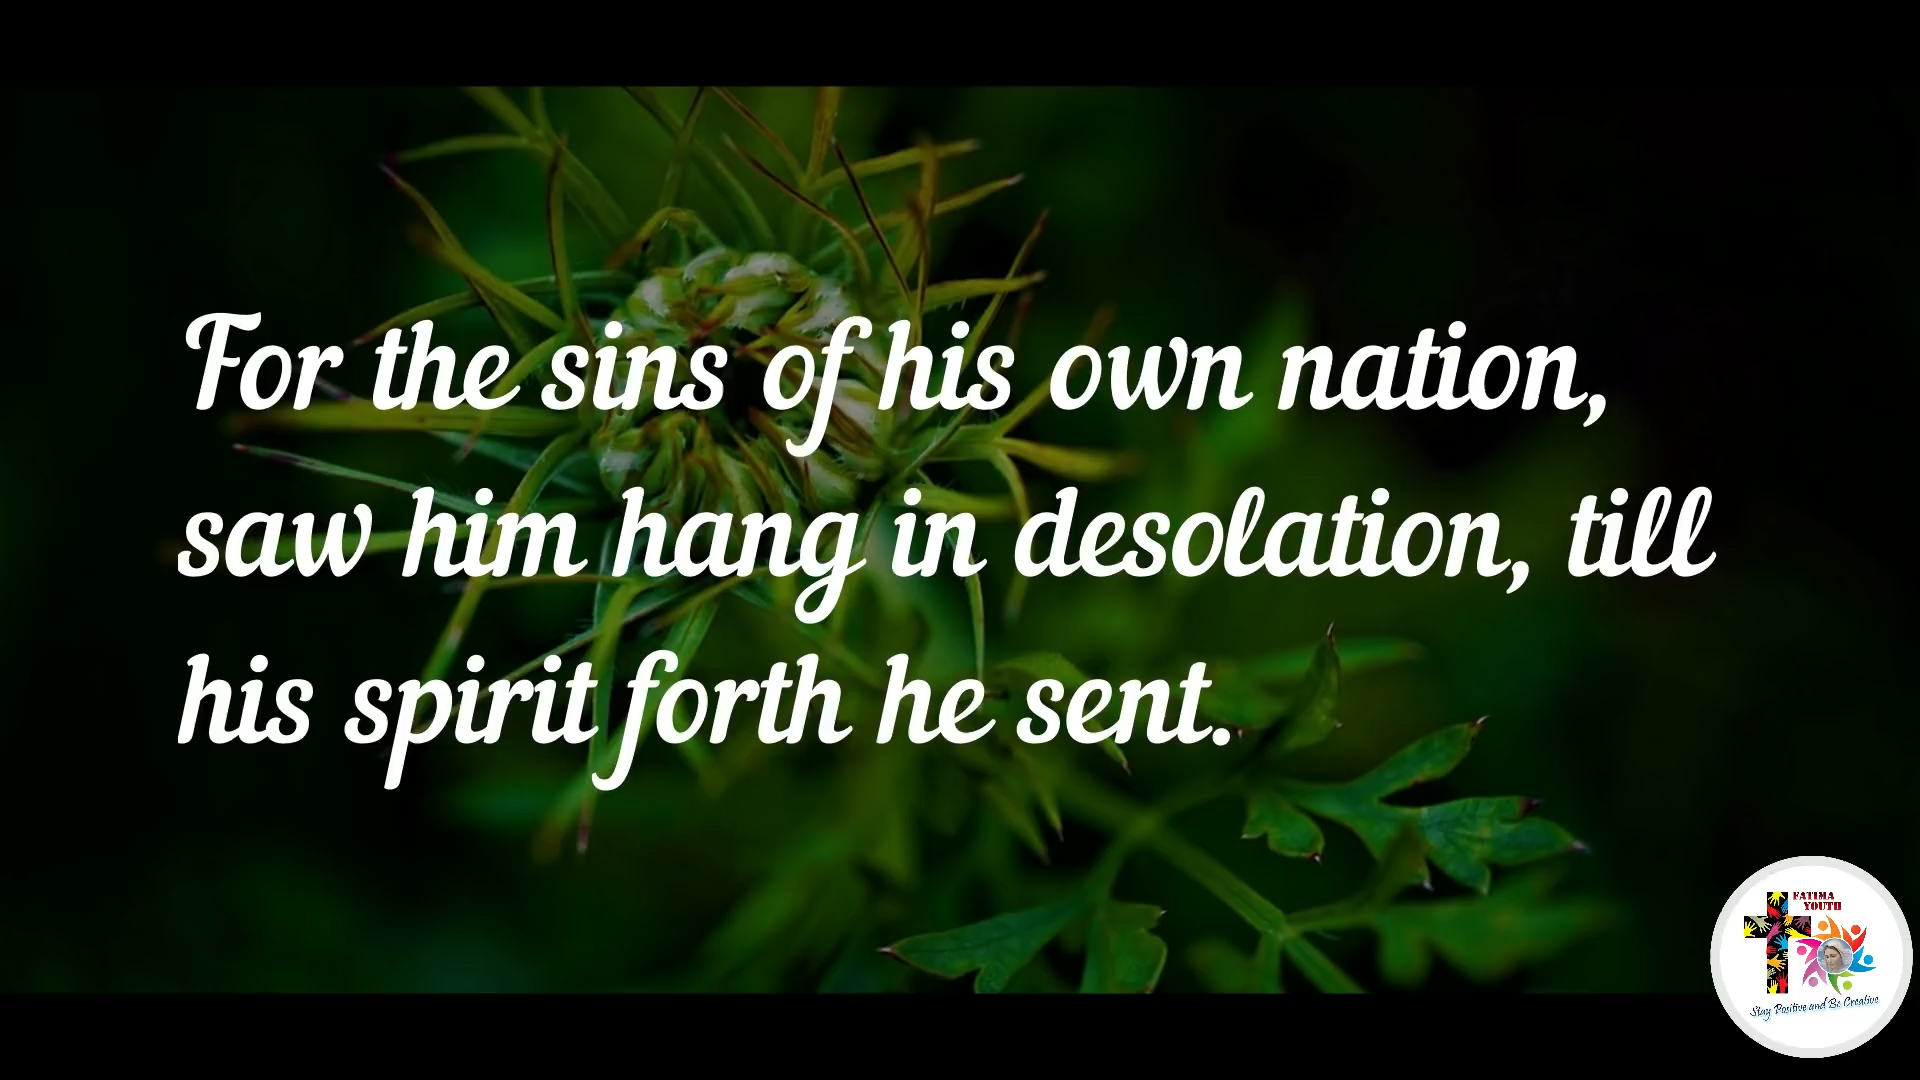 For the sins of his own nation,
saw him hang in desolation, till
his spirit forth he sent.
FATIMA
YOUTH
Stay Positive and Be Creative